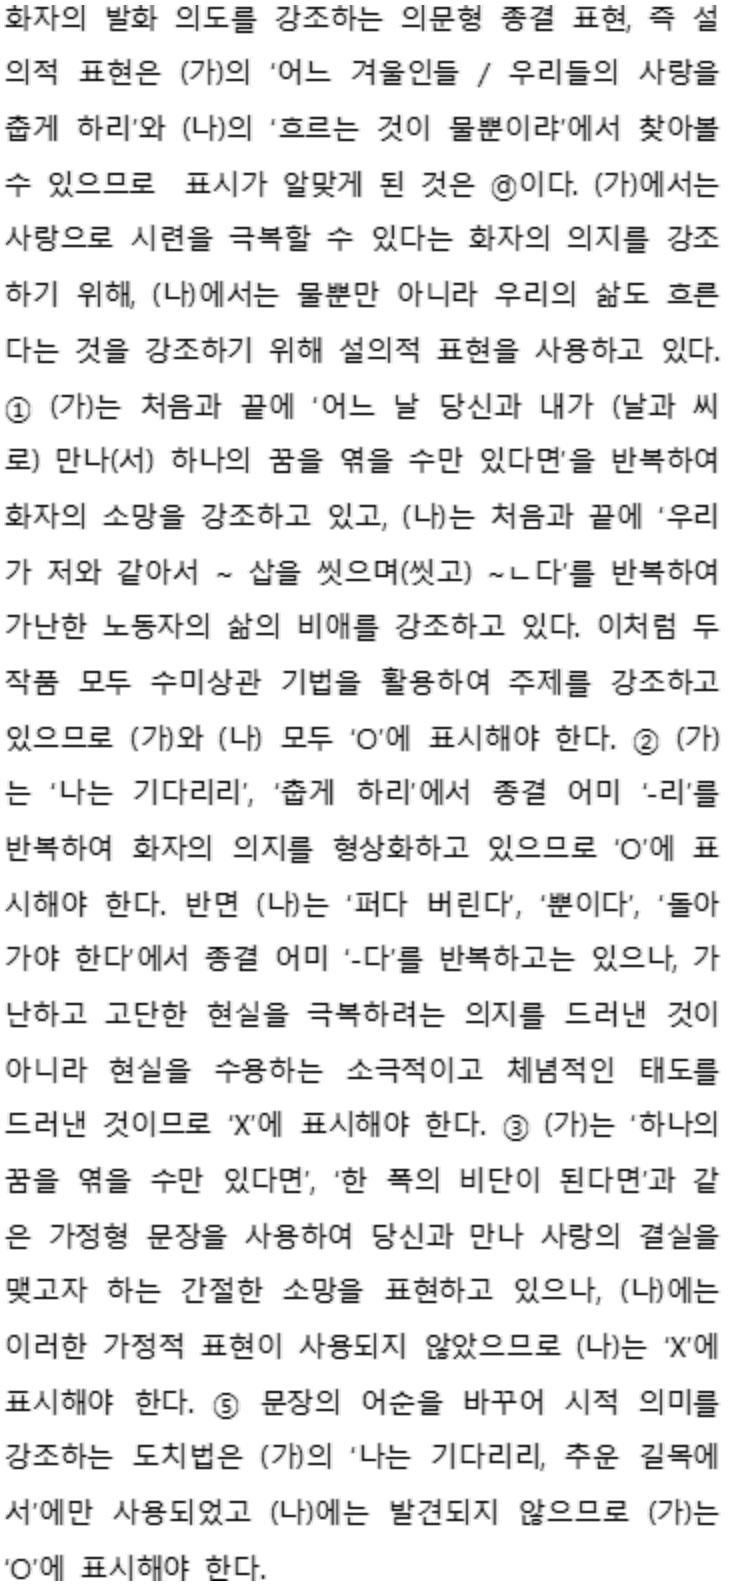 화자의 발화 의도를 강조하는 의문형 종결 표현, 즉 설
의적 표현은 (가)의 '어느 겨울인들 / 우리들의 사랑을
춥게 하리'와 (나)의 '흐르는 것이 물뿐이랴'에서 찾아볼
수 있으므로 표시가 알맞게 된 것은 @이다. (가)에서는
사랑으로 시련을 극복할 수 있다는 화자의 의지를 강조
하기 위해, (나)에서는 물뿐만 아니라 우리의 삶도 흐른
다는 것을 강조하기 위해 설의적 표현을 사용하고 있다.
① (가)는 처음과 끝에 '어느 날 당신과 내가 (날과 씨
로) 만나(서) 하나의 꿈을 엮을 수만 있다면'을 반복하여
화자의 소망을 강조하고 있고, (나)는 처음과 끝에 '우리
가 저와 같아서 ~ 삽을 씻으며(씻고) ~ㄴ다'를 반복하여
가난한 노동자의 삶의 비애를 강조하고 있다. 이처럼 두
작품 모두 수미상관 기법을 활용하여 주제를 강조하고
있으므로 (가)와 (나) 모두 'O'에 표시해야 한다. ② (가)
는 '나는 기다리리', '춥게 하리'에서 종결 어미 '-리'를
반복하여 화자의 의지를 형상화하고 있으므로 'O'에 표
시해야 한다. 반면 (나)는 '퍼다 버린다', '뿐이다', '돌아
가야 한다'에서 종결 어미 '-다'를 반복하고는 있으나, 가
난하고 고단한 현실을 극복하려는 의지를 드러낸 것이
아니라 현실을 수용하는 소극적이고 체념적인 태도를
드러낸 것이므로 'X'에 표시해야 한다. ③ (가)는 '하나의
꿈을 엮을 수만 있다면', '한 폭의 비단이 된다면'과 같
은 가정형 문장을 사용하여 당신과 만나 사랑의 결실을
맺고자 하는 간절한 소망을 표현하고 있으나, (나)에는
이러한 가정적 표현이 사용되지 않았으므로 (나)는 'X'에
표시해야 한다. ⑤ 문장의 어순을 바꾸어 시적 의미를
강조하는 도치법은 (가)의 '나는 기다리리, 추운 길목에
서'에만 사용되었고 (나)에는 발견되지 않으므로 (가)는
'O'에 표시해야 한다.